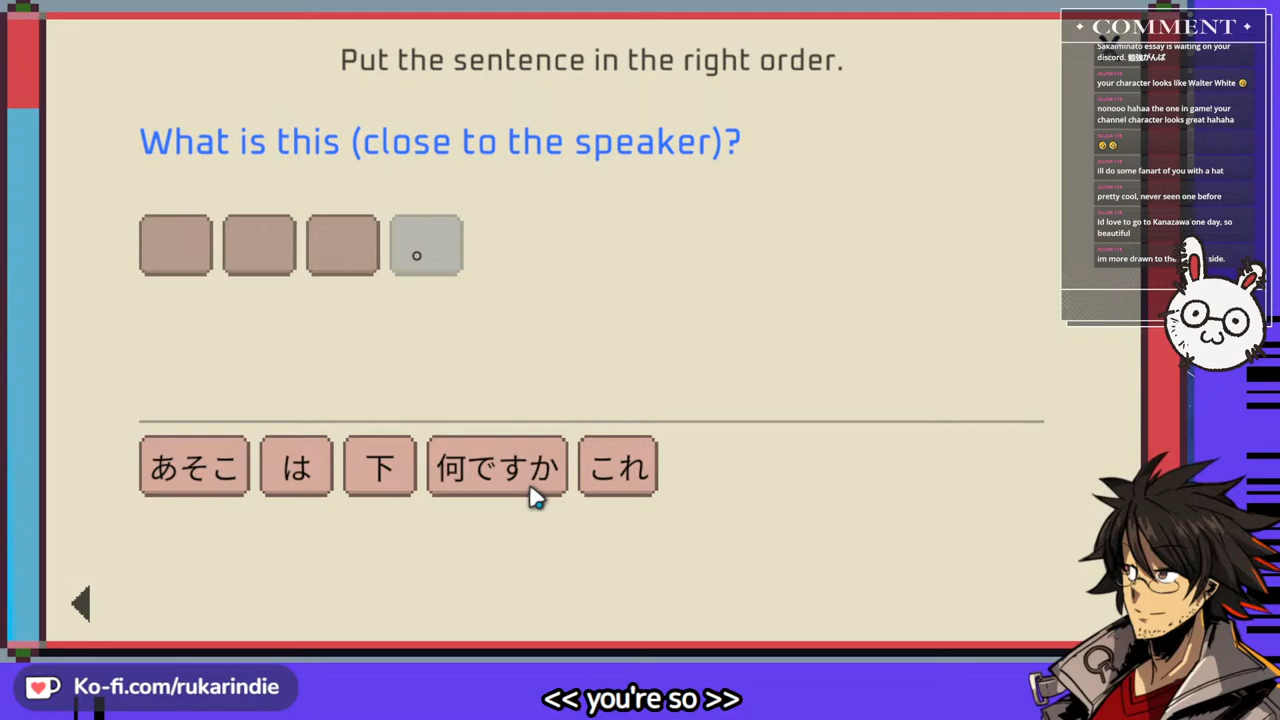 Put the sentence in the right order.
What is this (close to the speaker)?
。
あそこ は 下 何ですか これ
COMMENT
Sakaiminato essay is waiting on your
discord. 勉強がんば
your character looks like Walter White
nonooo hahaa the one in game! your
channel character looks great hahaha
ill do some fanart of you with a hat
pretty cool, never seen one before
Id love to go to Kanazawa one day, so
beautiful
im more drawn to the side.
Ko-fi.com/rukarindie
<< you're so >>